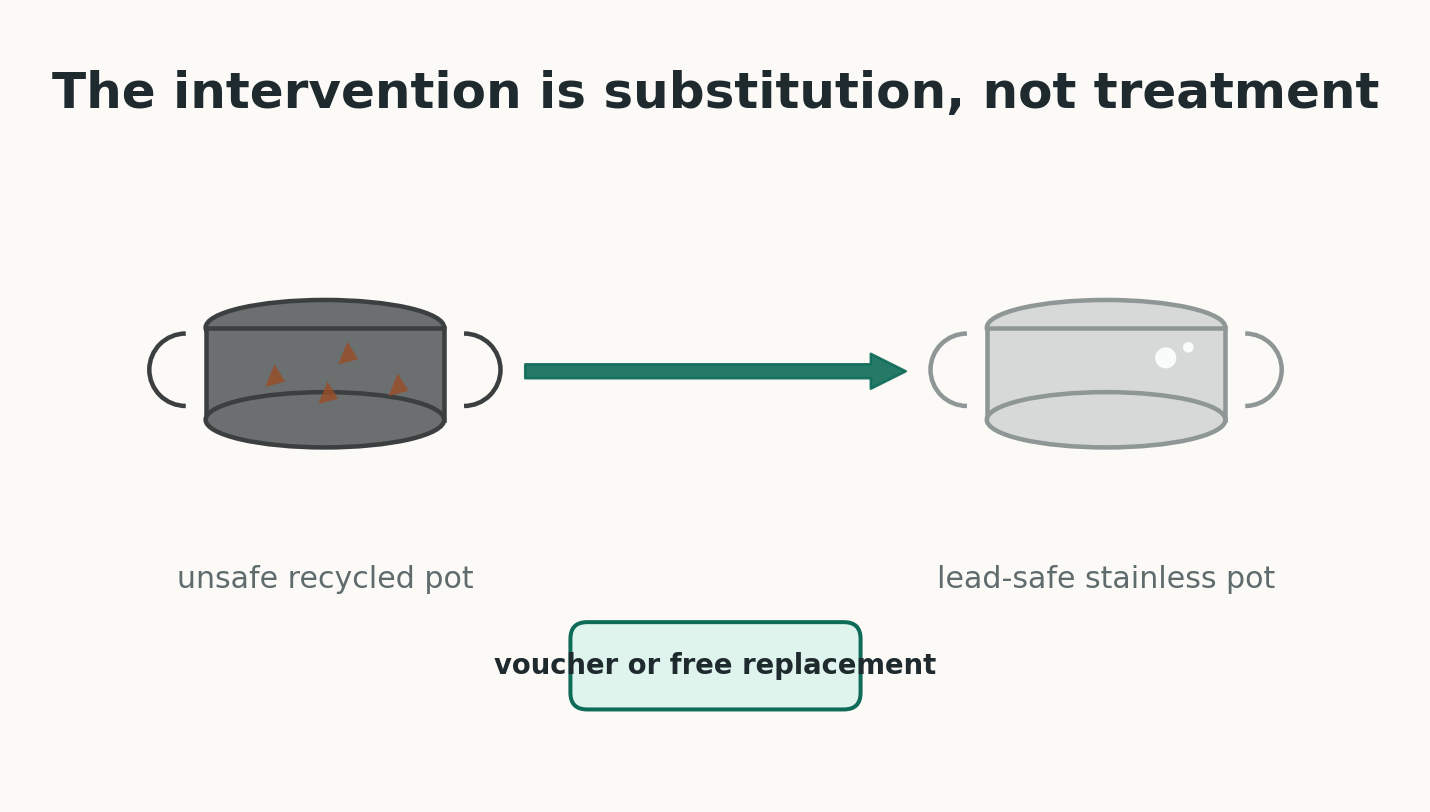 The intervention is substitution, not treatment
unsafe recycled pot
lead-safe stainless pot
voucher or free replacement